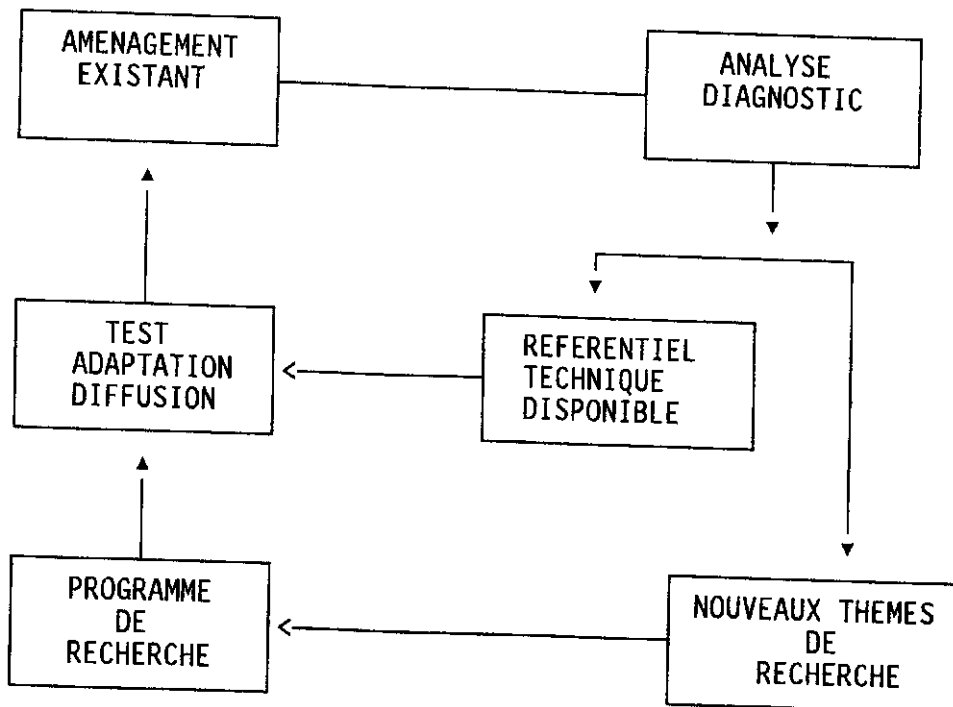 AMENAGEMENT
EXISTANT
ANALYSE
DIAGNOSTIC
TEST
ADAPTATION
DIFFUSION
REFERENTIEL
TECHNIQUE
DISPONIBLE
PROGRAMME
DE
RECHERCHE
NOUVEAUX THEMES
DE
RECHERCHE